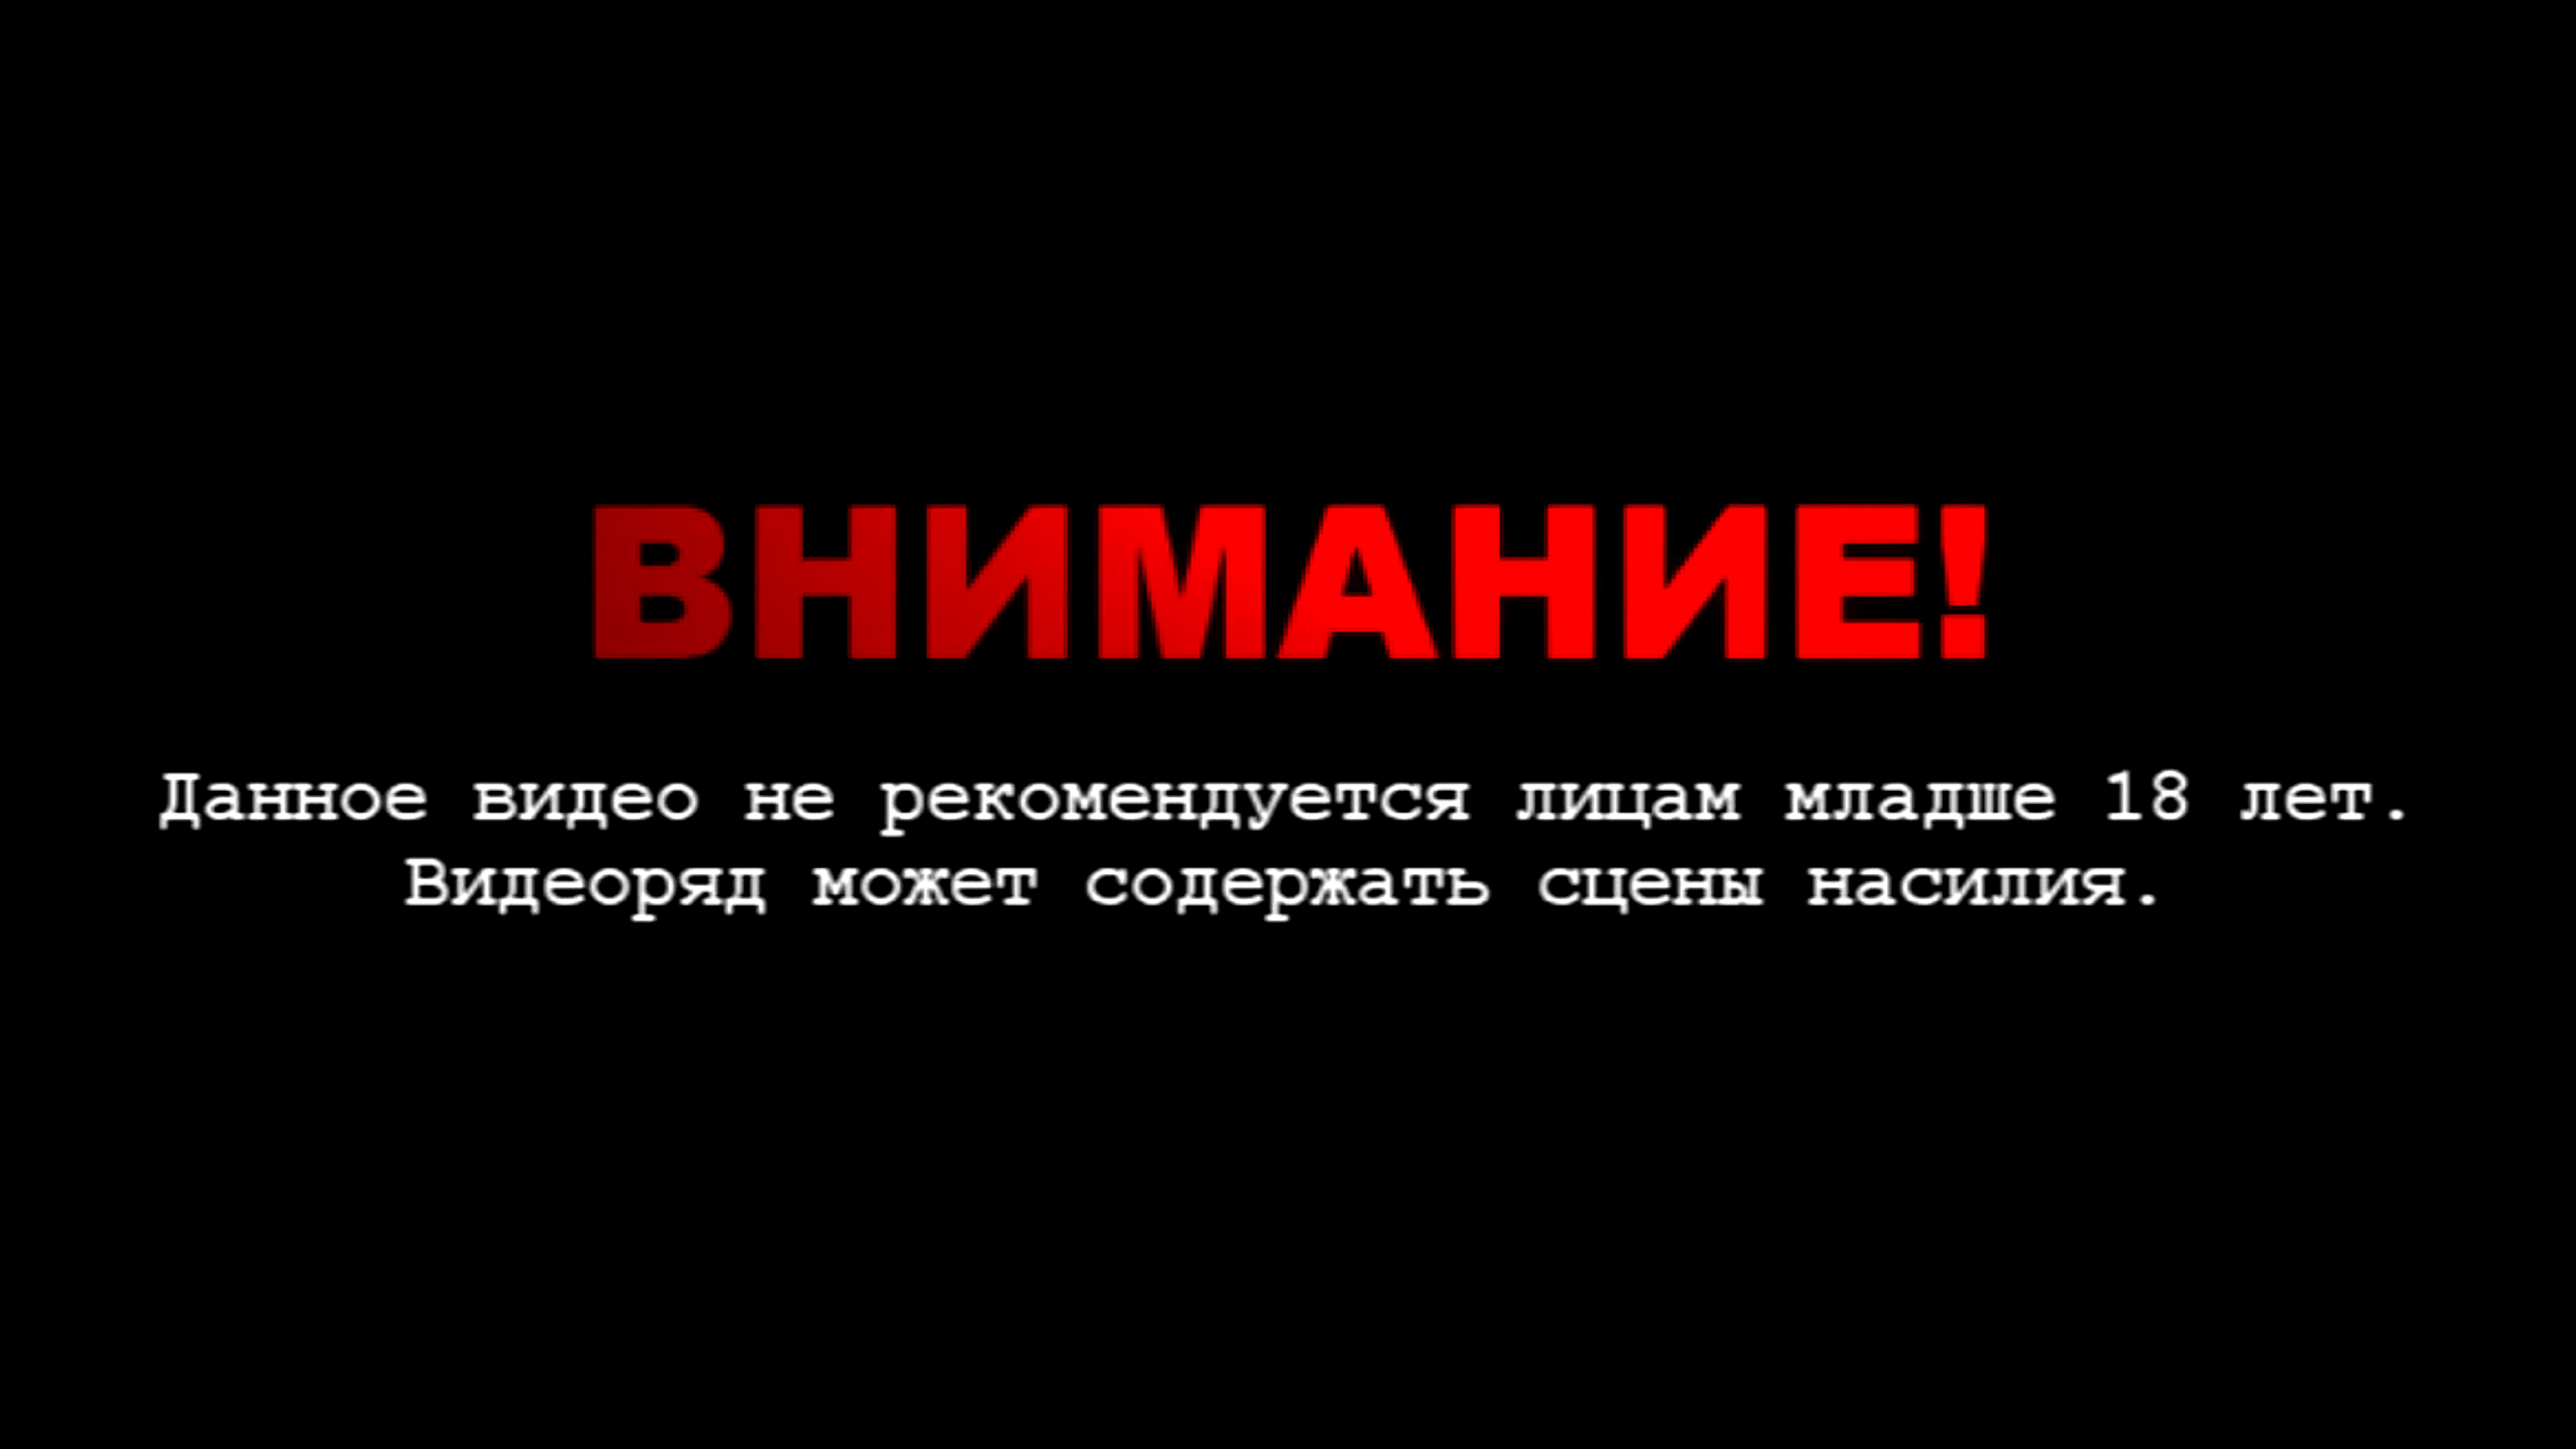 ВНИМАНИЕ!
Данное видео не рекомендуется лицам младше 18 лет.
Видеоряд может содержать сцены насилия.